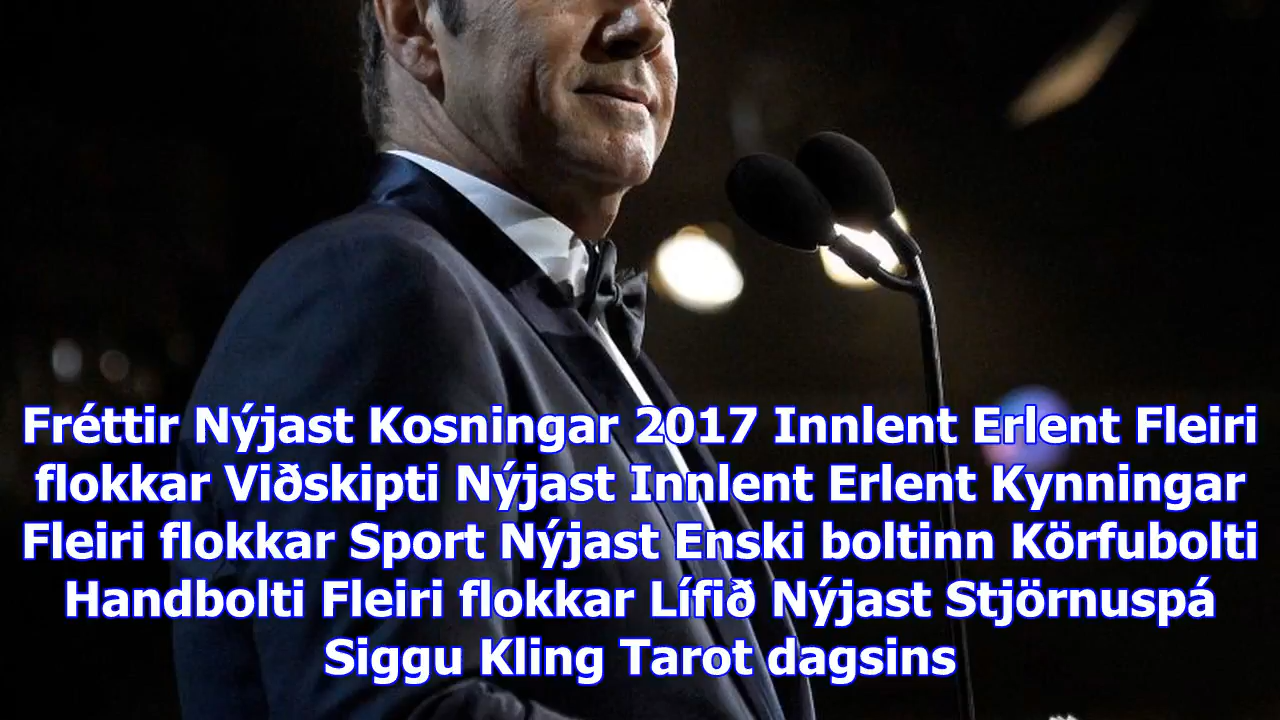 Fréttir Nýjast Kosningar 2017 Innlent Erlent Fleiri
flokkar Viðskipti Nýjast Innlent Erlent Kynningar
Fleiri flokkar Sport Nýjast Enski boltinn Körfubolti
Handbolti Fleiri flokkar Lífið Nýjast Stjörnuspá
Siggu Kling Tarot dagsins